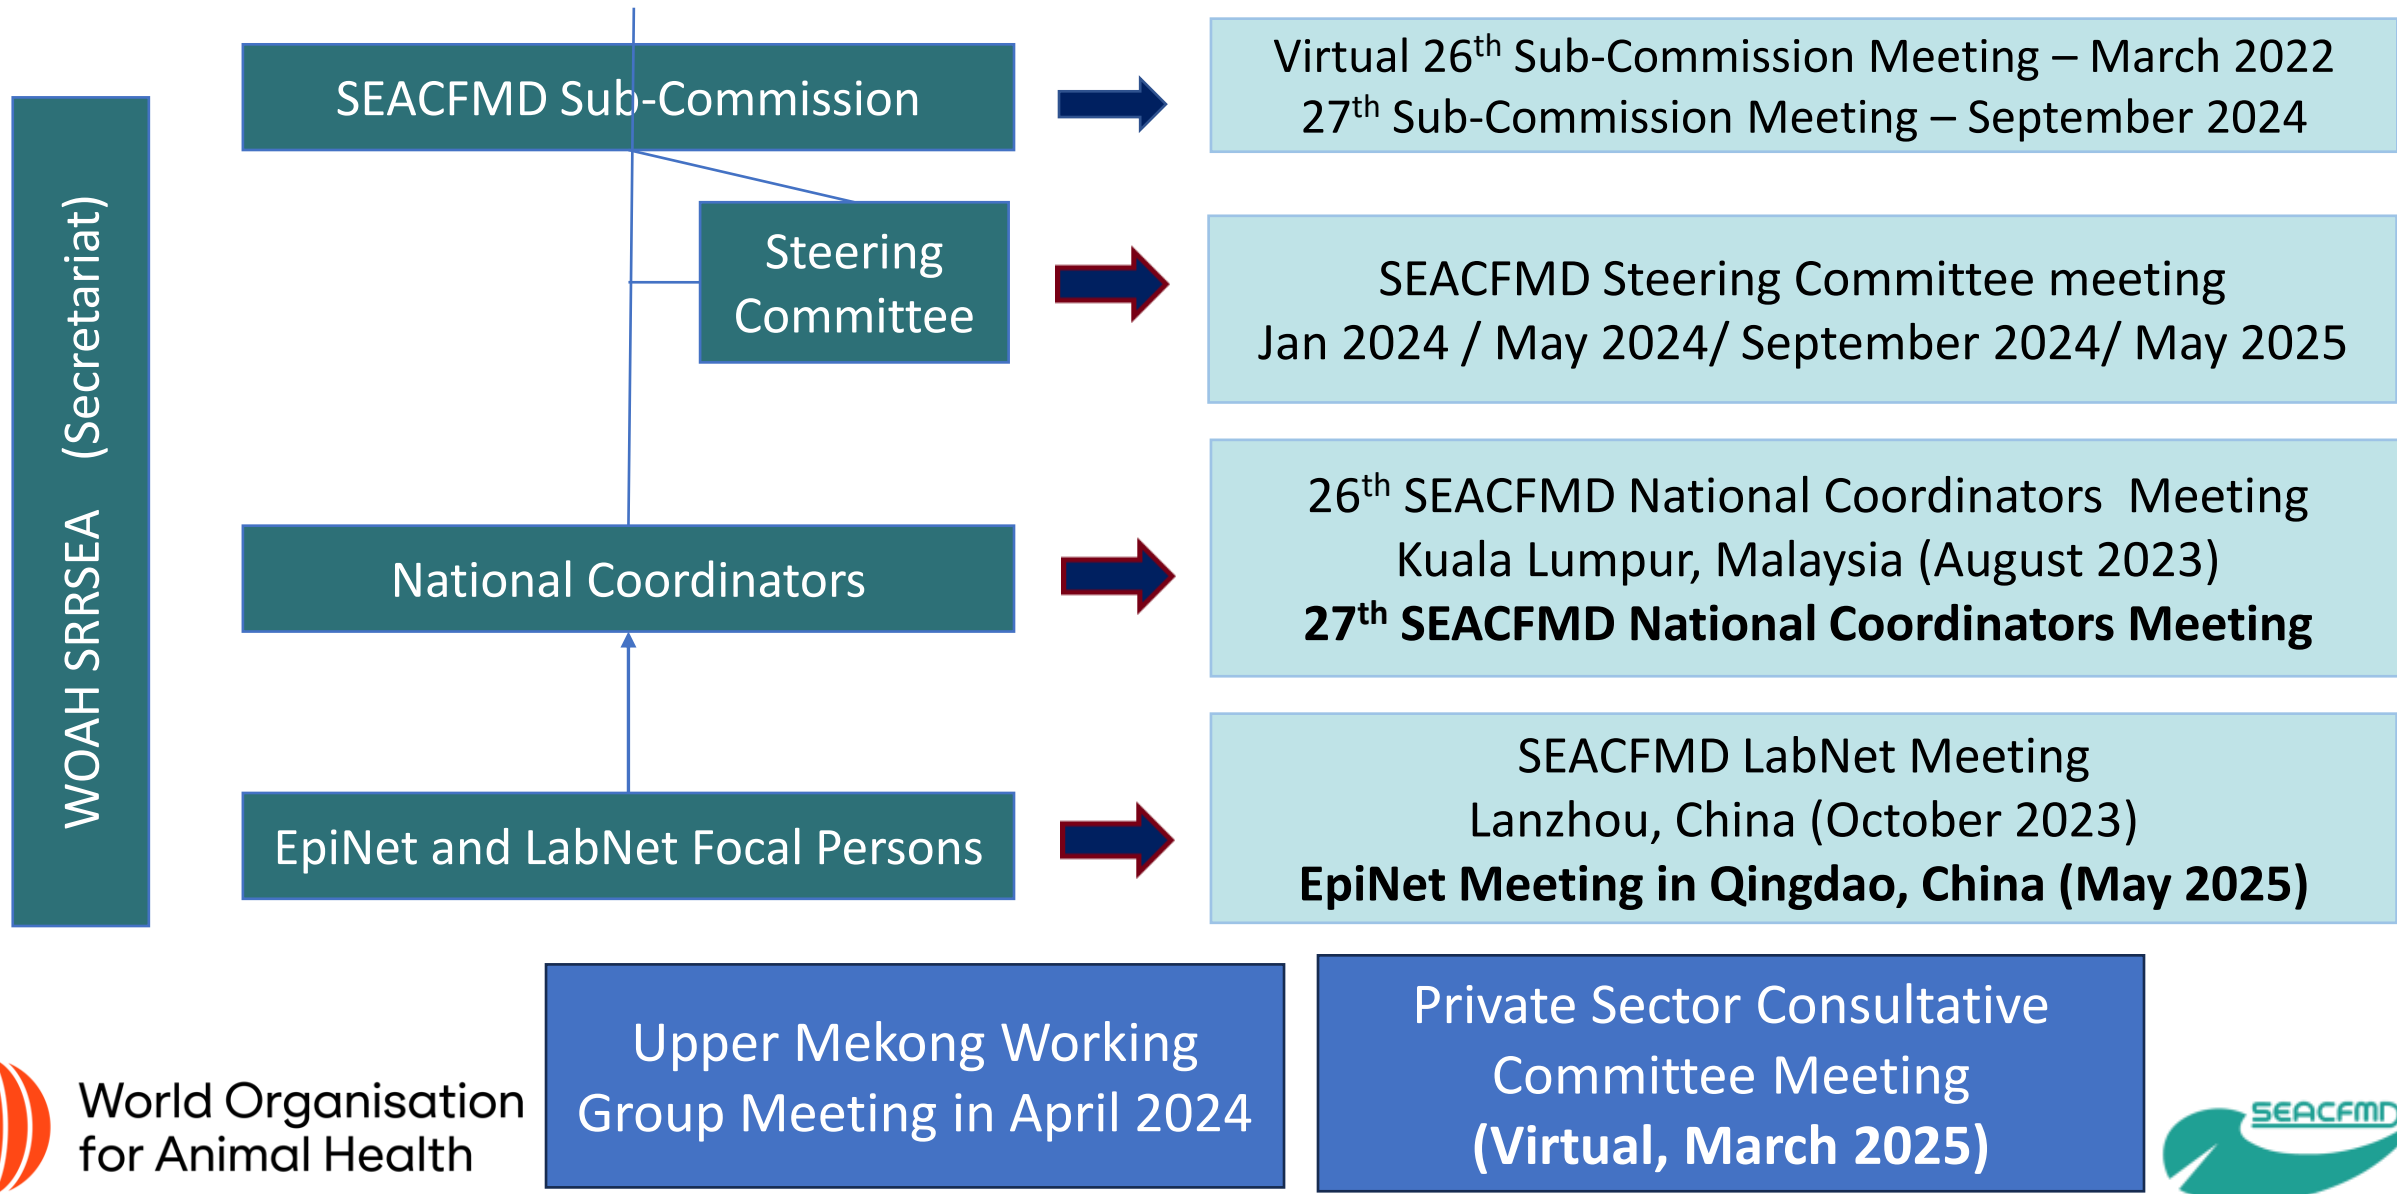 WOAH SRRSEA (Secretariat)
SEACFMD Sub-Commission
Virtual 26th Sub-Commission Meeting – March 2022
27th Sub-Commission Meeting – September 2024
Steering
Committee
SEACFMD Steering Committee meeting
Jan 2024 / May 2024/ September 2024/ May 2025
National Coordinators
26th SEACFMD National Coordinators Meeting
Kuala Lumpur, Malaysia (August 2023)
27th SEACFMD National Coordinators Meeting
EpiNet and LabNet Focal Persons
SEACFMD LabNet Meeting
Lanzhou, China (October 2023)
EpiNet Meeting in Qingdao, China (May 2025)
Upper Mekong Working
Group Meeting in April 2024
Private Sector Consultative
Committee Meeting
(Virtual, March 2025)
World Organisation
for Animal Health
SEACFMD